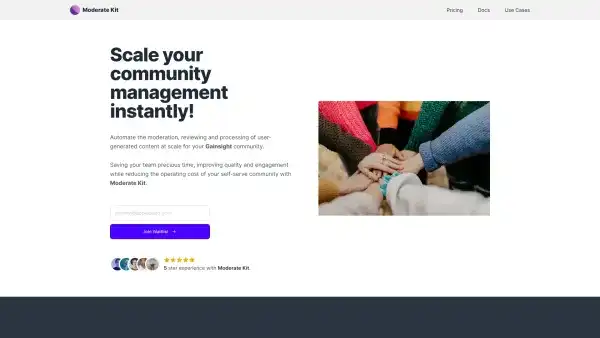 Moderate Kit
Pricing Docs Use Cases
Scale your
community
management
instantly!
Automate the moderation, reviewing and processing of user-
generated content at scale for your Gainsight community.
Saving your team precious time, improving quality and engagement
while reducing the operating cost of your self-serve community with
Moderate Kit.
Join Waitlist →
5 star experience with Moderate Kit.